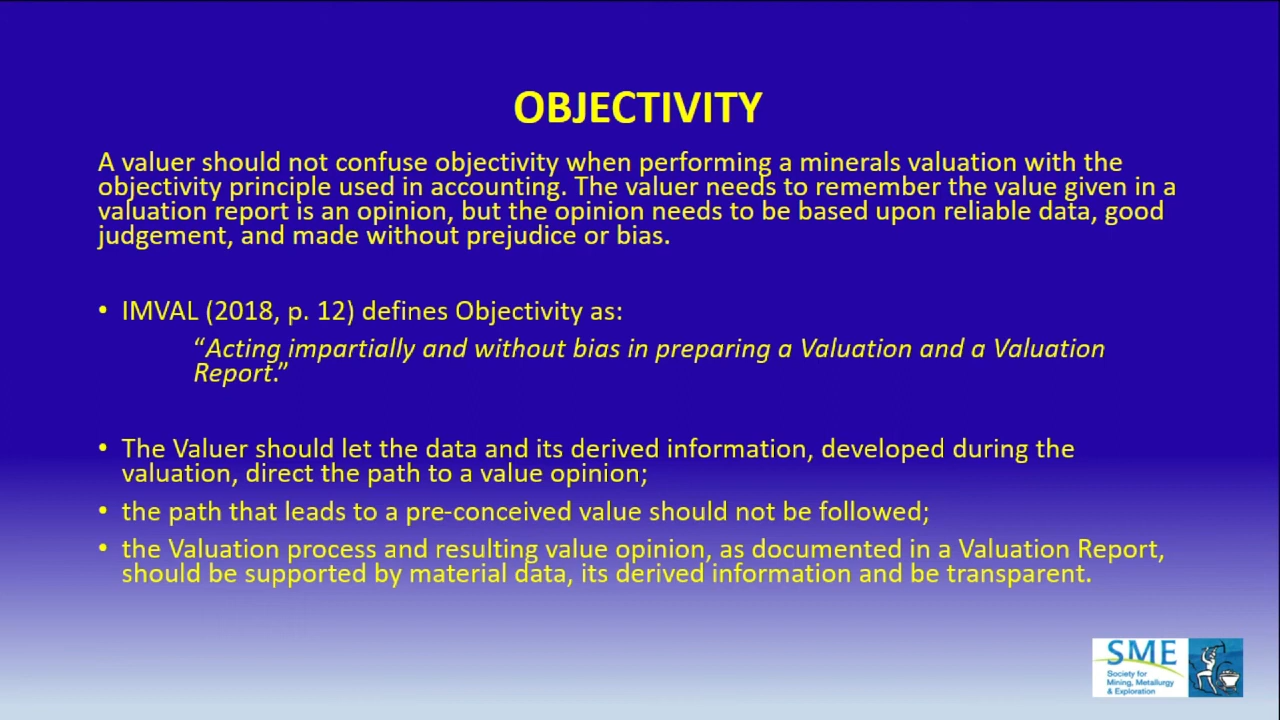 OBJECTIVITY
A valuer should not confuse objectivity when performing a minerals valuation with the
objectivity principle used in accounting. The valuer needs to remember the value given in a
valuation report is an opinion, but the opinion needs to be based upon reliable data, good
judgement, and made without prejudice or bias.
• IMVAL (2018, p. 12) defines Objectivity as:
“Acting impartially and without bias in preparing a Valuation and a Valuation
Report.”
• The Valuer should let the data and its derived information, developed during the
valuation, direct the path to a value opinion;
• the path that leads to a pre-conceived value should not be followed;
• the Valuation process and resulting value opinion, as documented in a Valuation Report,
should be supported by material data, its derived information and be transparent.
SME
Society for
Mining, Metallurgy
& Exploration